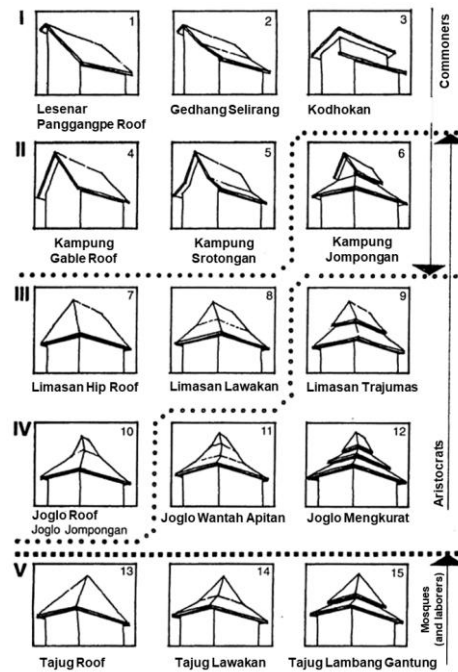 I
1
2
3
Lesenar
Panggangpe Roof
Gedhang Selirang
Kodhokan
Commoners
II
4
5
6
Kampung
Gable Roof
Kampung
Srotongan
Kampung
Jompongan
III
7
8
9
Limasan Hip Roof
Limasan Lawakan
Limasan Trajumas
IV
10
11
12
Joglo Roof
Joglo Jompongan
Joglo Wantah Apitan
Joglo Mengkurat
Aristocrats
V
13
14
15
Tajug Roof
Tajug Lawakan
Tajug Lambang Gantung
Mosques
(and laborers)